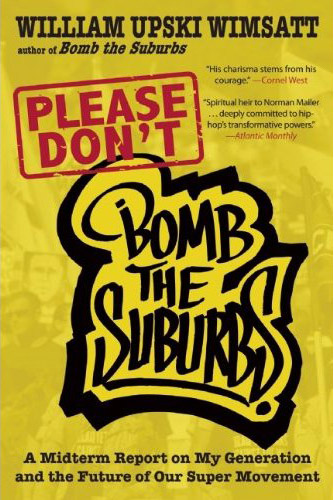 WILLIAM UPSKI WIMSATT
author of Bomb the Suburbs
"His charisma stems from his
courage." —Cornel West
"Spiritual heir to Norman Mailer
. . . deeply committed to hip-
hop's transformative powers."
—Atlantic Monthly
PLEASE
DON'T
BOMB
THE
SUBURBS
A Midterm Report on My Generation
and the Future of Our Super Movement